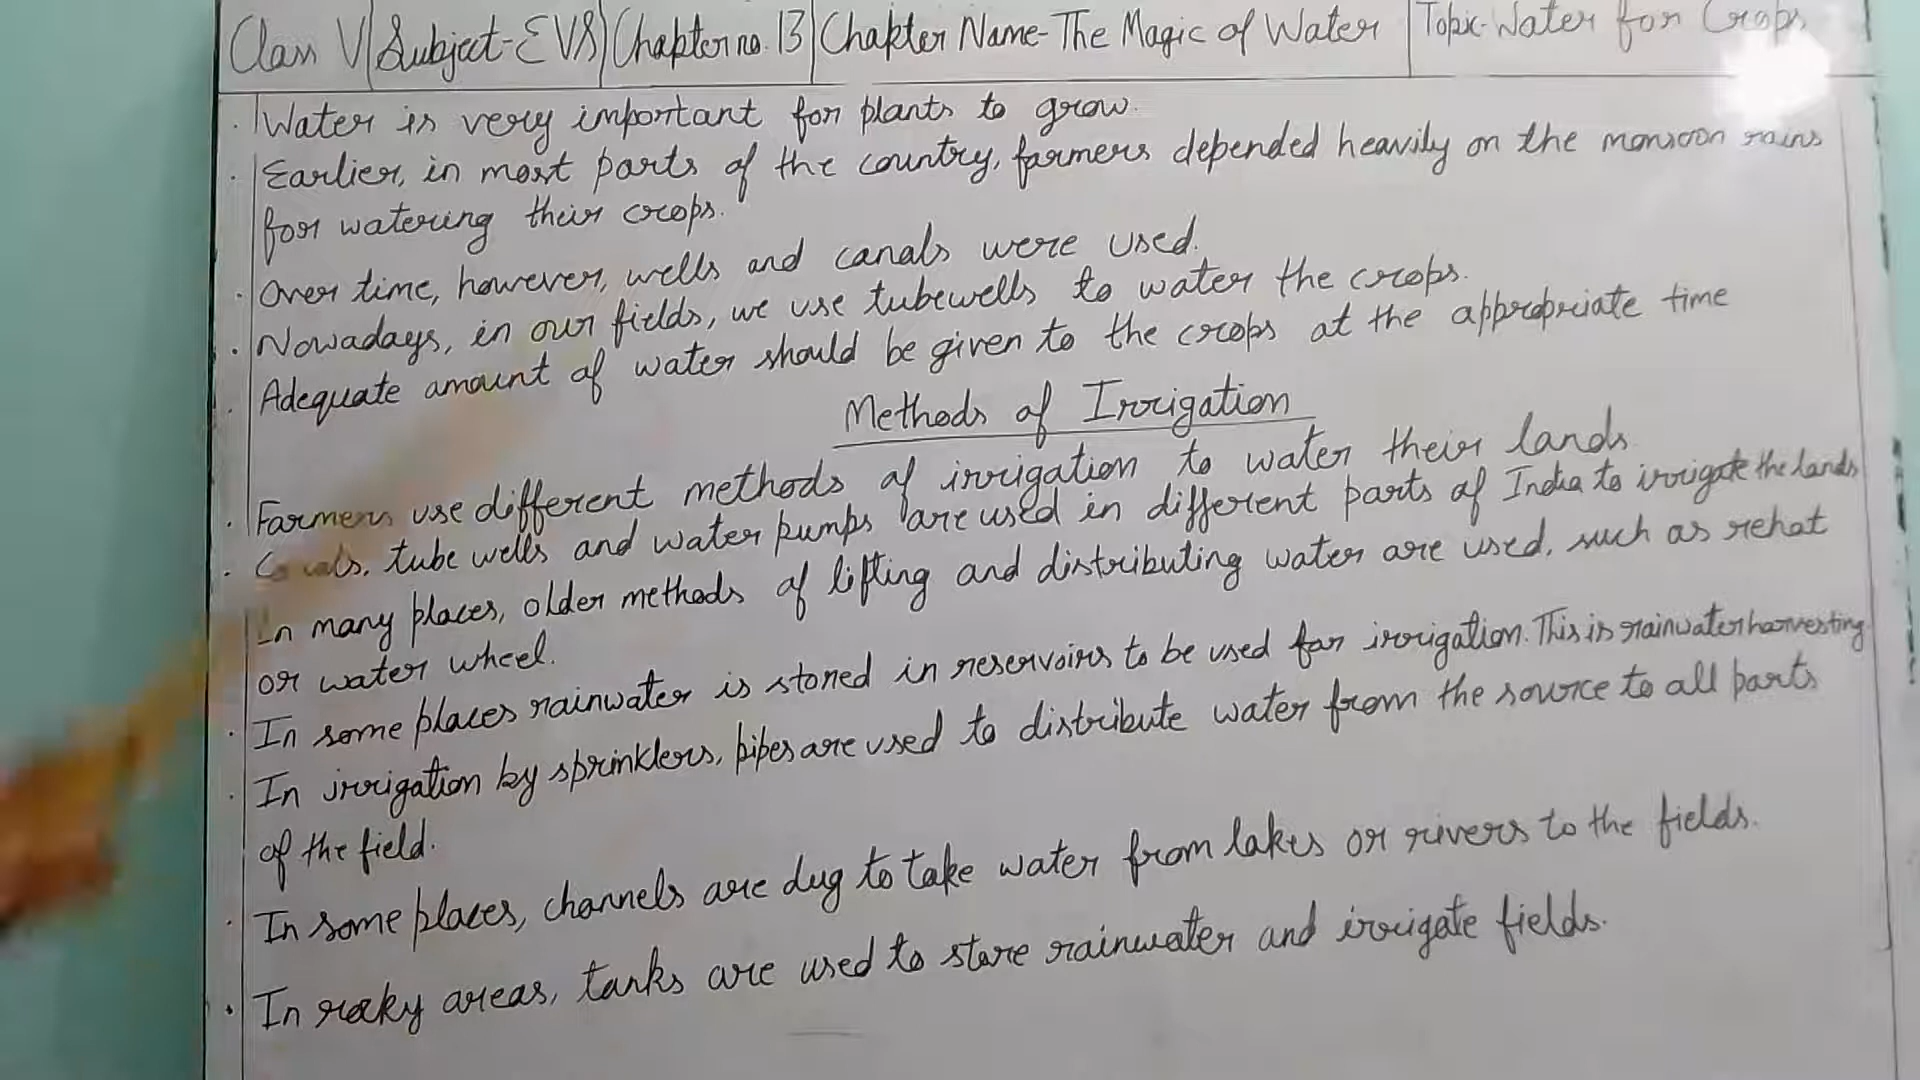 Class V | Subject-EVS | Chapter no. 13 | Chapter Name-The Magic of Water | Topic-Water for Crops
. Water is very important for plants to grow.
. Earlier, in most parts of the country, farmers depended heavily on the monsoon rains
for watering their crops.
. Over time, however, wells and canals were used.
. Nowadays, in our fields, we use tubewells to water the crops.
. Adequate amount of water should be given to the crops at the appropriate time
Methods of Irrigation
. Farmers use different methods of irrigation to water their lands.
. Canals, tube wells and water pumps are used in different parts of India to irrigate the lands
In many places, older methods of lifting and distributing water are used, such as rehat
or water wheel.
. In some places rainwater is stored in reservoirs to be used for irrigation. This is rainwater harvesting.
. In irrigation by sprinklers, pipes are used to distribute water from the source to all parts
of the field.
. In some places, channels are dug to take water from lakes or rivers to the fields.
. In rocky areas, tanks are used to store rainwater and irrigate fields.